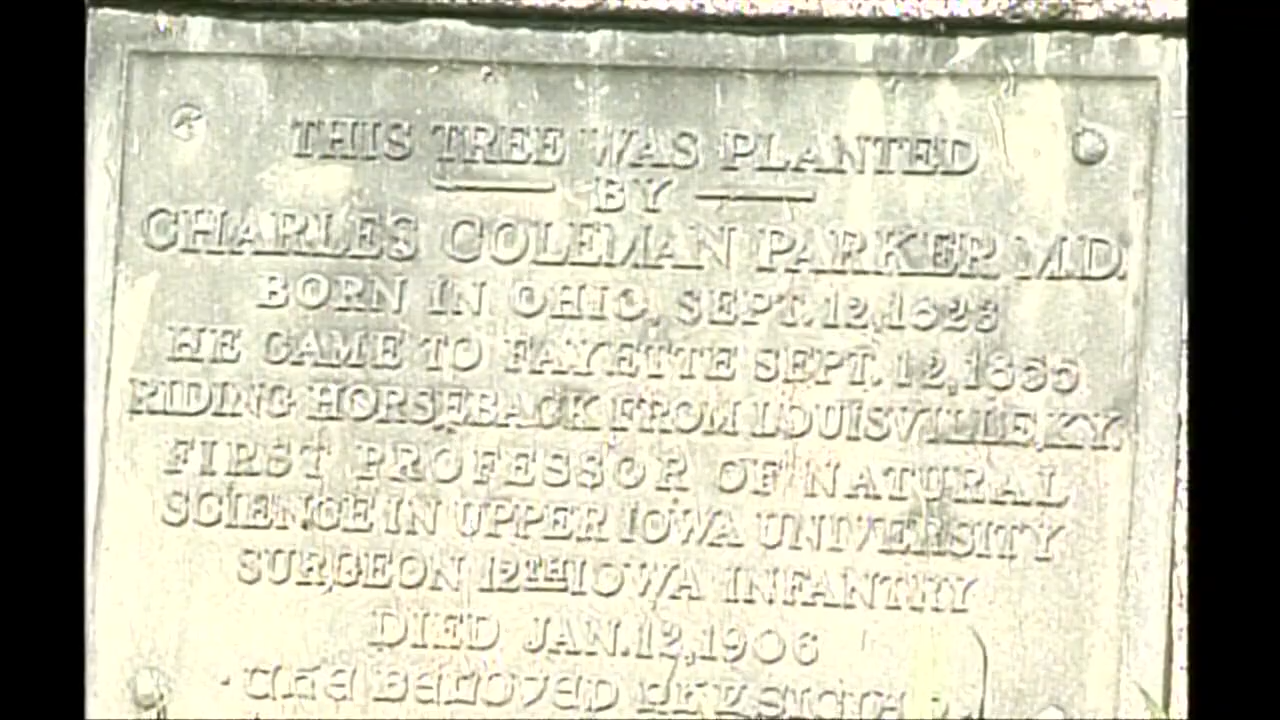 THIS TREE WAS PLANTED
BY
CHARLES COLEMAN PARKER M.D.
BORN IN OHIO, SEPT. 12, 1823
HE CAME TO FAYETTE SEPT. 12, 1855
RIDING HORSEBACK FROM LOUISVILLE, KY.
FIRST PROFESSOR OF NATURAL
SCIENCE IN UPPER IOWA UNIVERSITY
SURGEON 12TH IOWA INFANTRY
DIED JAN. 12, 1906
THE BELOVED PHYSICIAN